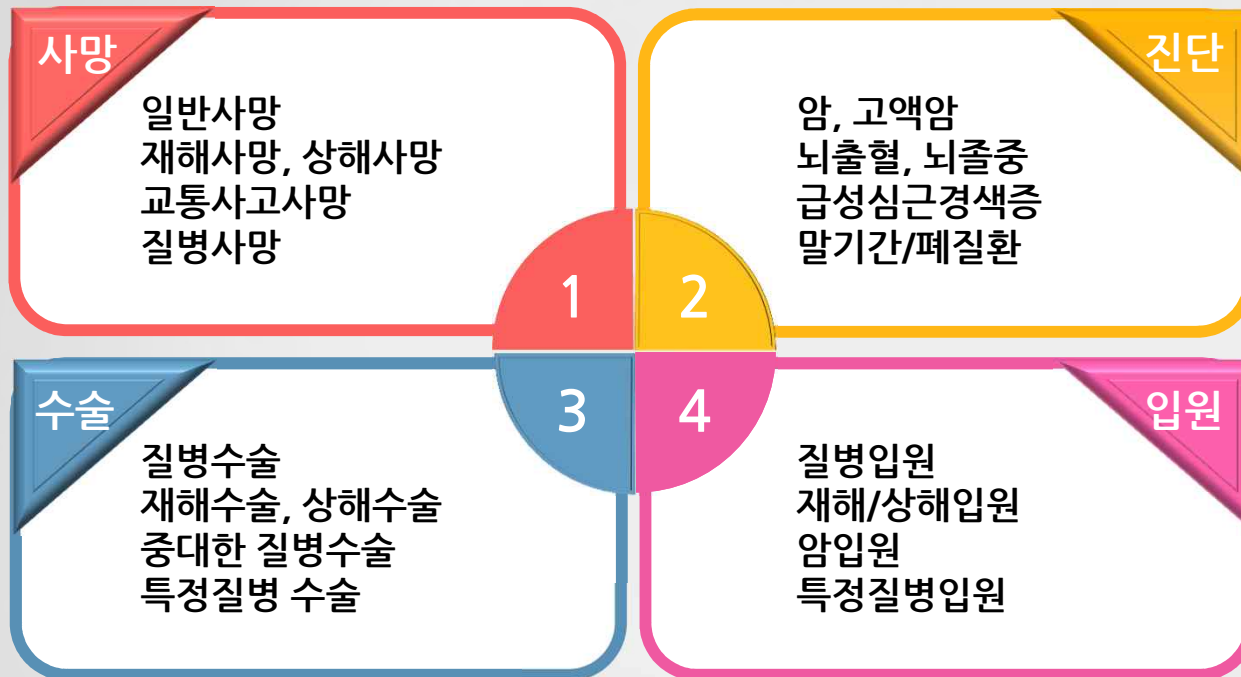 사망
일반사망
재해사망, 상해사망
교통사고사망
질병사망
1
진단
암, 고액암
뇌출혈, 뇌졸중
급성심근경색증
말기간/폐질환
2
수술
질병수술
재해수술, 상해수술
중대한 질병수술
특정질병 수술
3
입원
질병입원
재해/상해입원
암입원
특정질병입원
4